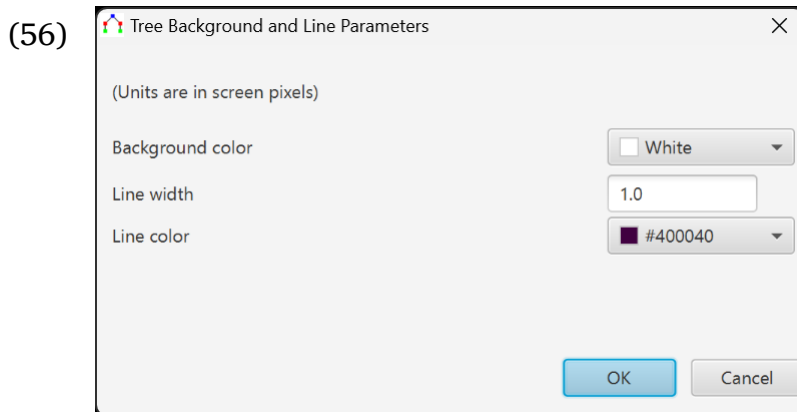 (56)
Tree Background and Line Parameters
(Units are in screen pixels)
Background color White
Line width 1.0
Line color #400040
OK Cancel